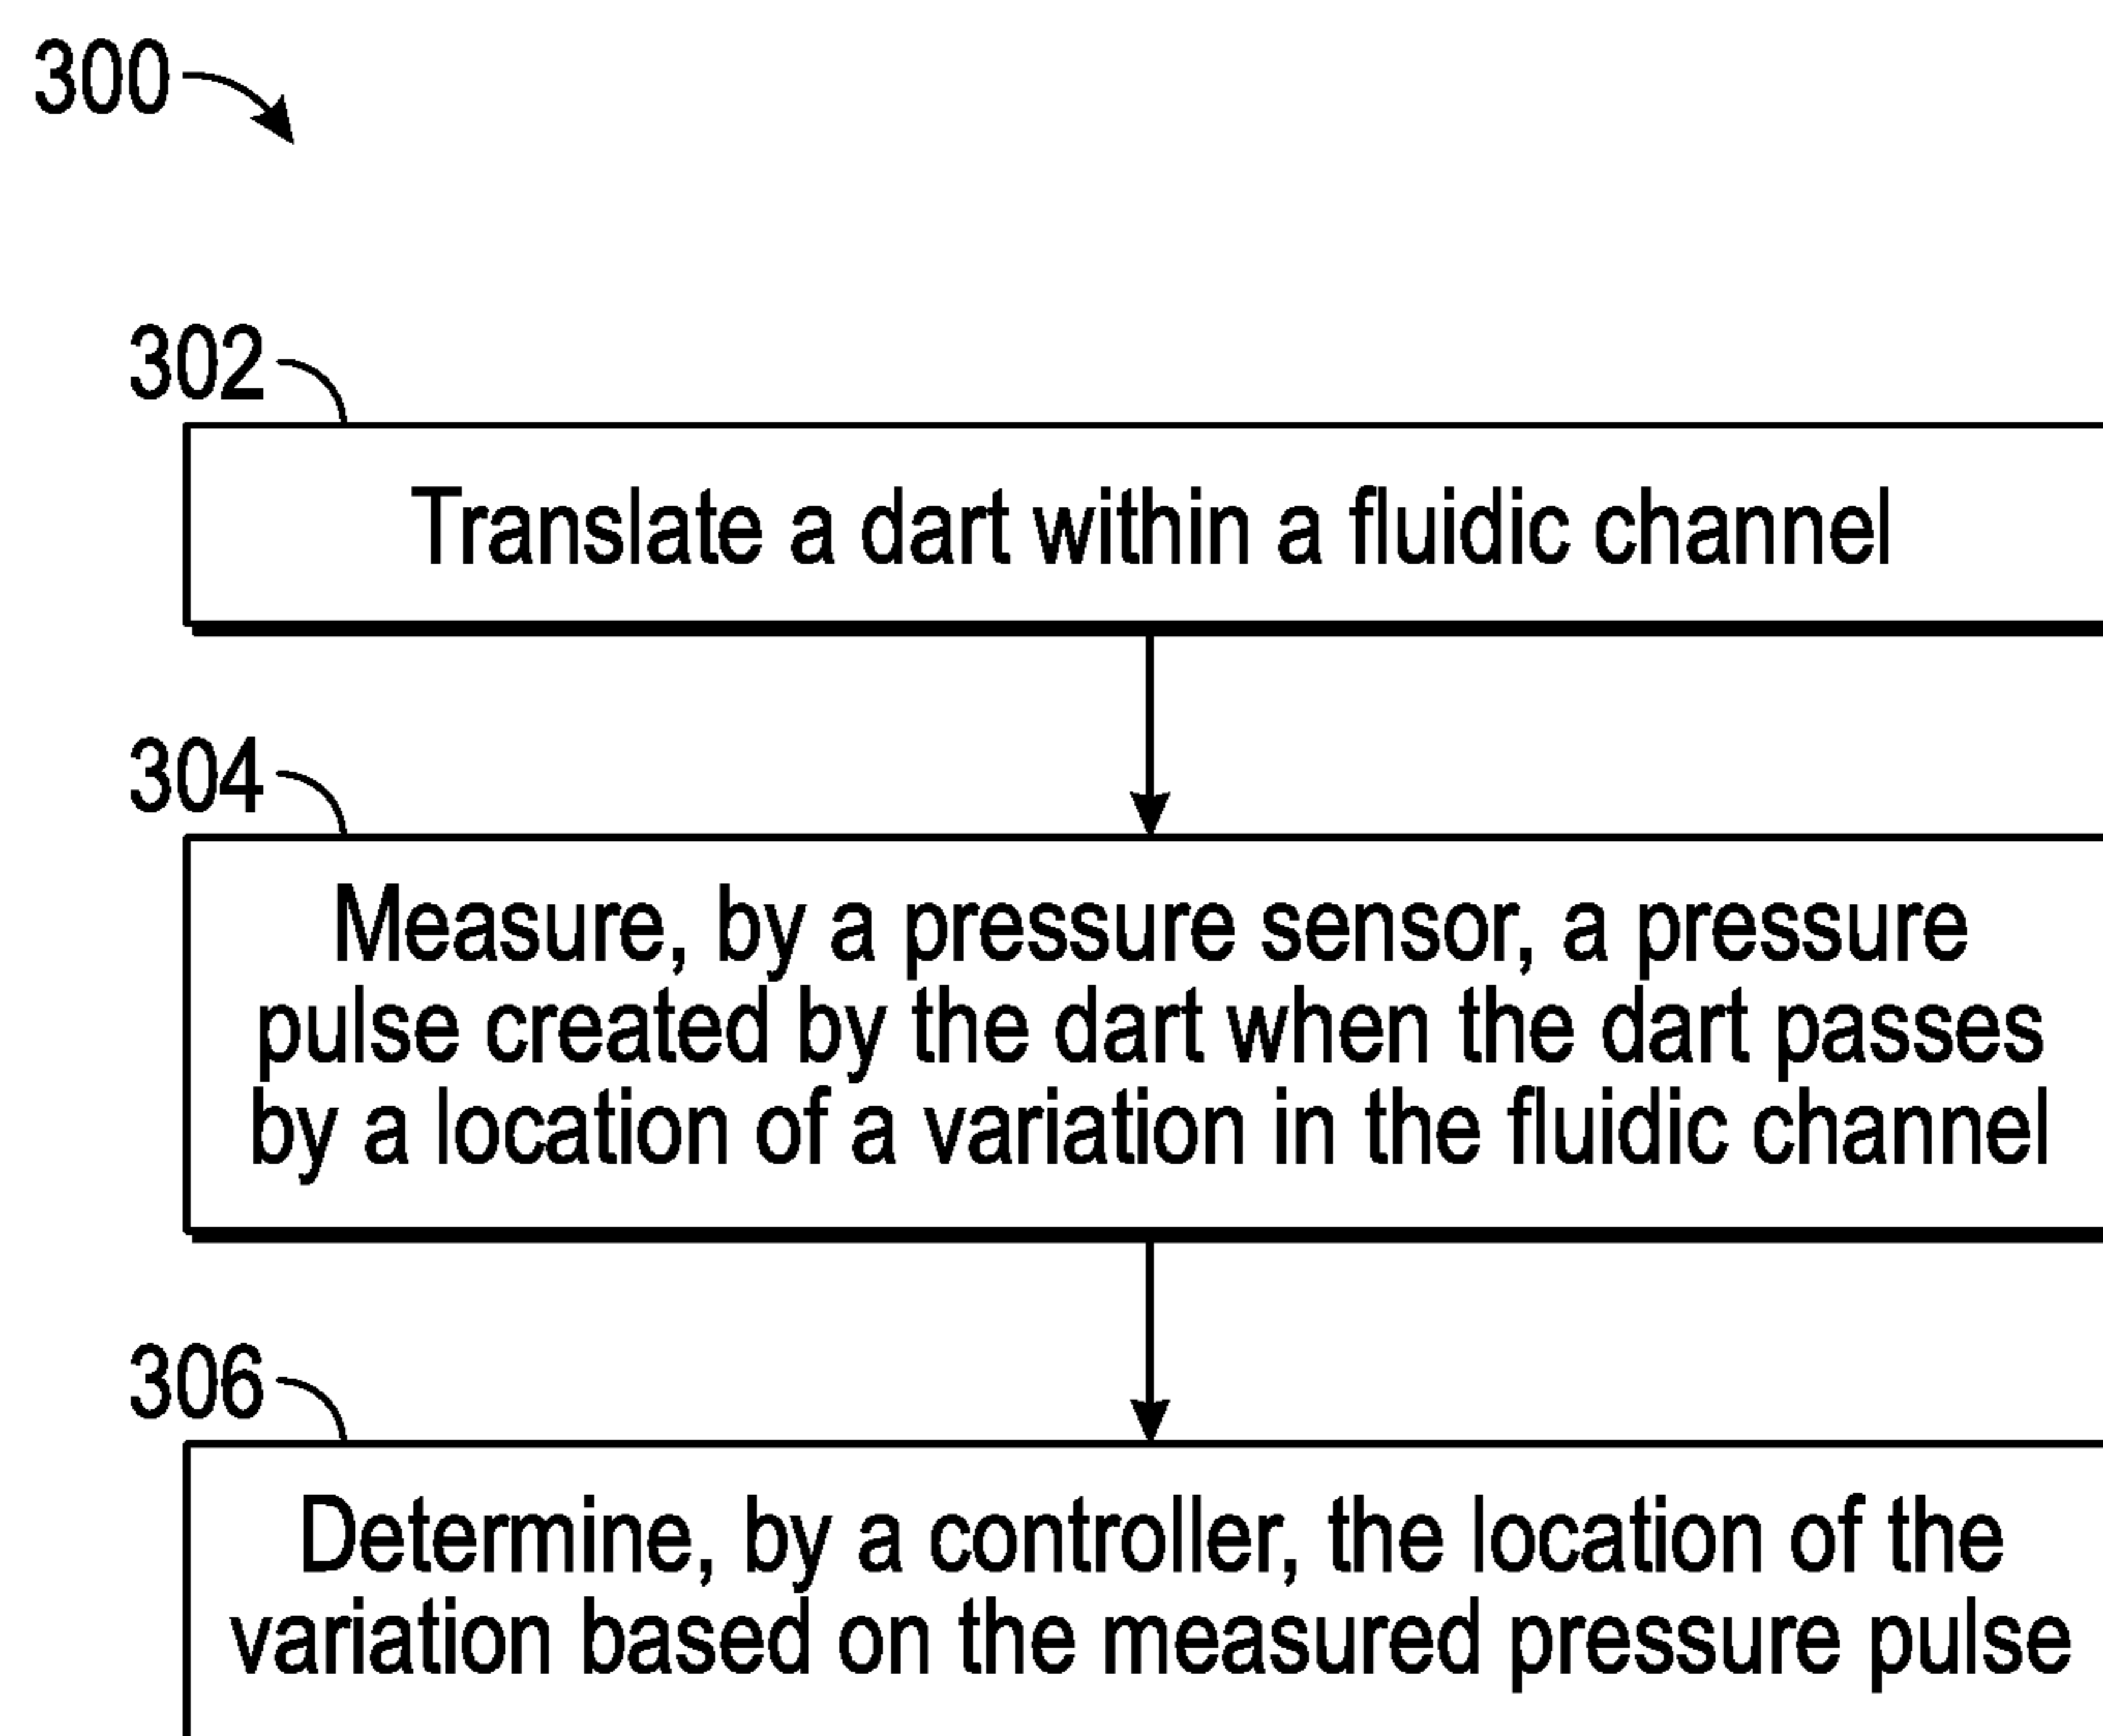 300
302
Translate a dart within a fluidic channel
304
Measure, by a pressure sensor, a pressure
pulse created by the dart when the dart passes
by a location of a variation in the fluidic channel
306
Determine, by a controller, the location of the
variation based on the measured pressure pulse